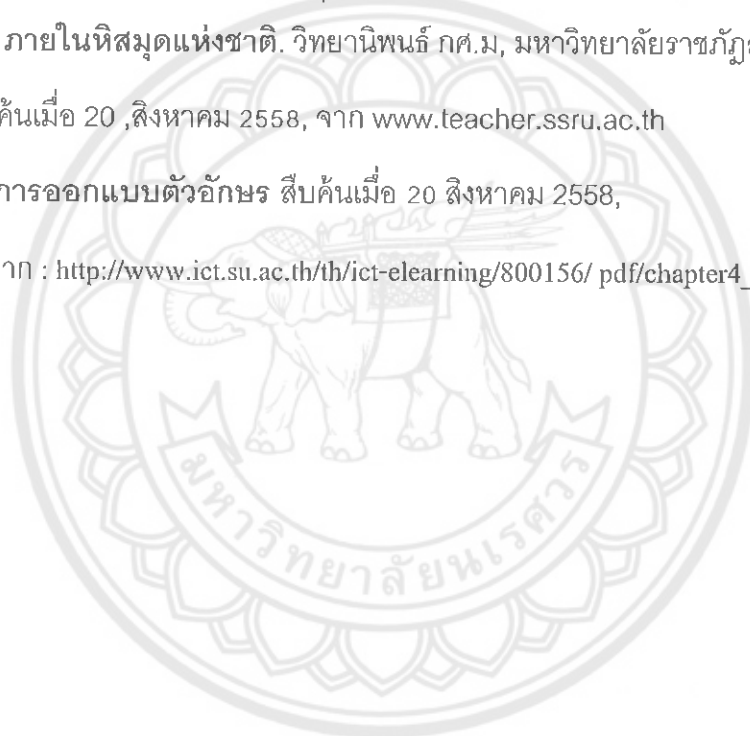 ภายในหิสมุดแห่งชาติ. วิทยานิพนธ์ กศ.ม, มหาวิทยาลัยราชภัฏ
ค้นเมื่อ 20 ,สิงหาคม 2558, จาก www.teacher.ssru.ac.th
การออกแบบตัวอักษร สืบค้นเมื่อ 20 สิงหาคม 2558,
าก : http://www.ict.su.ac.th/th/ict-elearning/800156/ pdf/chapter4_
มหาวิทยาลัยนเรศวร